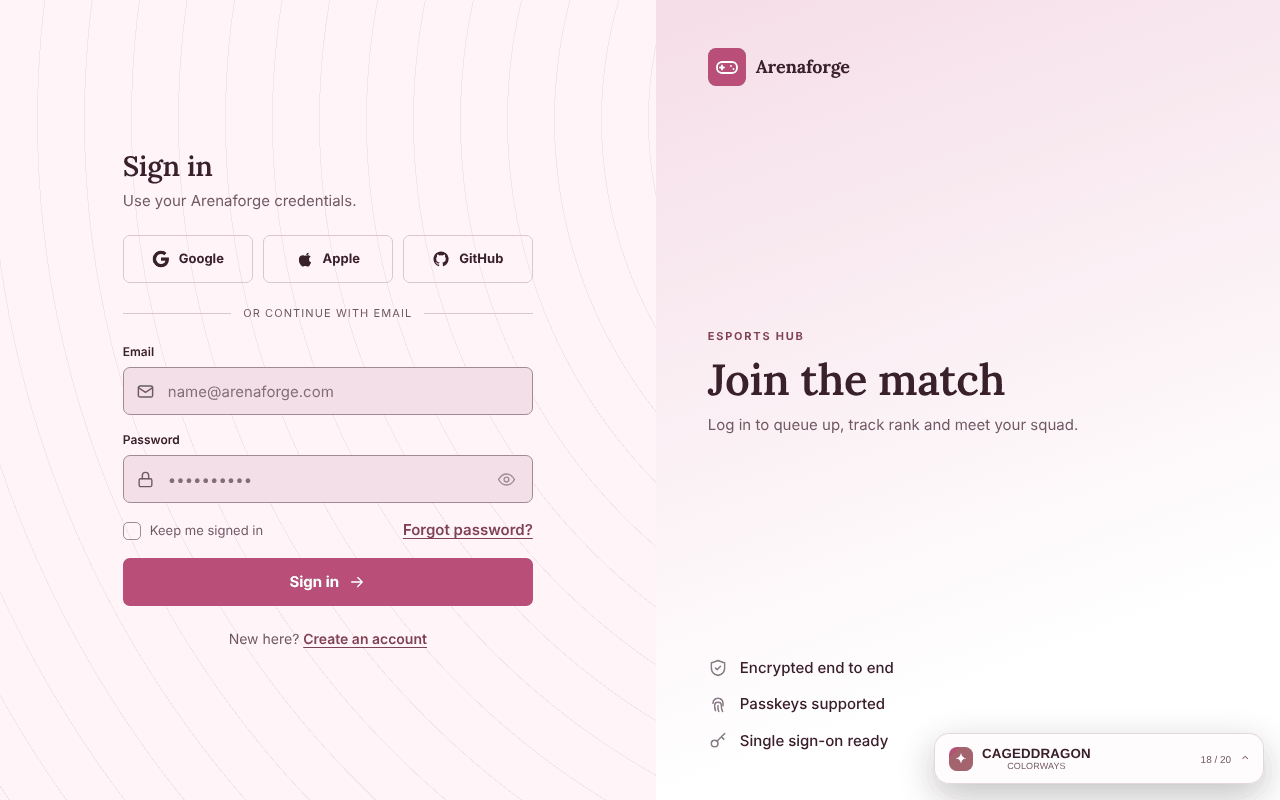 Sign in
Use your Arenaforge credentials.
Google
Apple
GitHub
OR CONTINUE WITH EMAIL
Email
name@arenaforge.com
Password
••••••••••
Keep me signed in
Forgot password?
Sign in
New here? Create an account
Arenaforge
ESPORTS HUB
Join the match
Log in to queue up, track rank and meet your squad.
Encrypted end to end
Passkeys supported
Single sign-on ready
CAGEDDRAGON
COLORWAYS
18 / 20